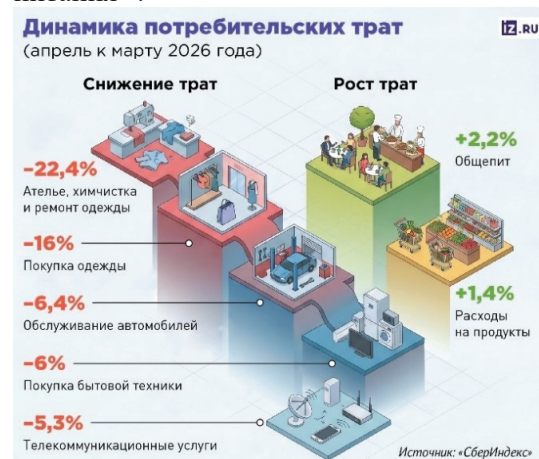 Динамика потребительских трат
(апрель к марту 2026 года)
IZ.RU
Снижение трат
Рост трат
–22,4%
Ателье, химчистка
и ремонт одежды
–16%
Покупка одежды
–6,4%
Обслуживание автомобилей
–6%
Покупка бытовой техники
–5,3%
Телекоммуникационные услуги
+2,2%
Общепит
+1,4%
Расходы
на продукты
Источник: «СберИндекс»